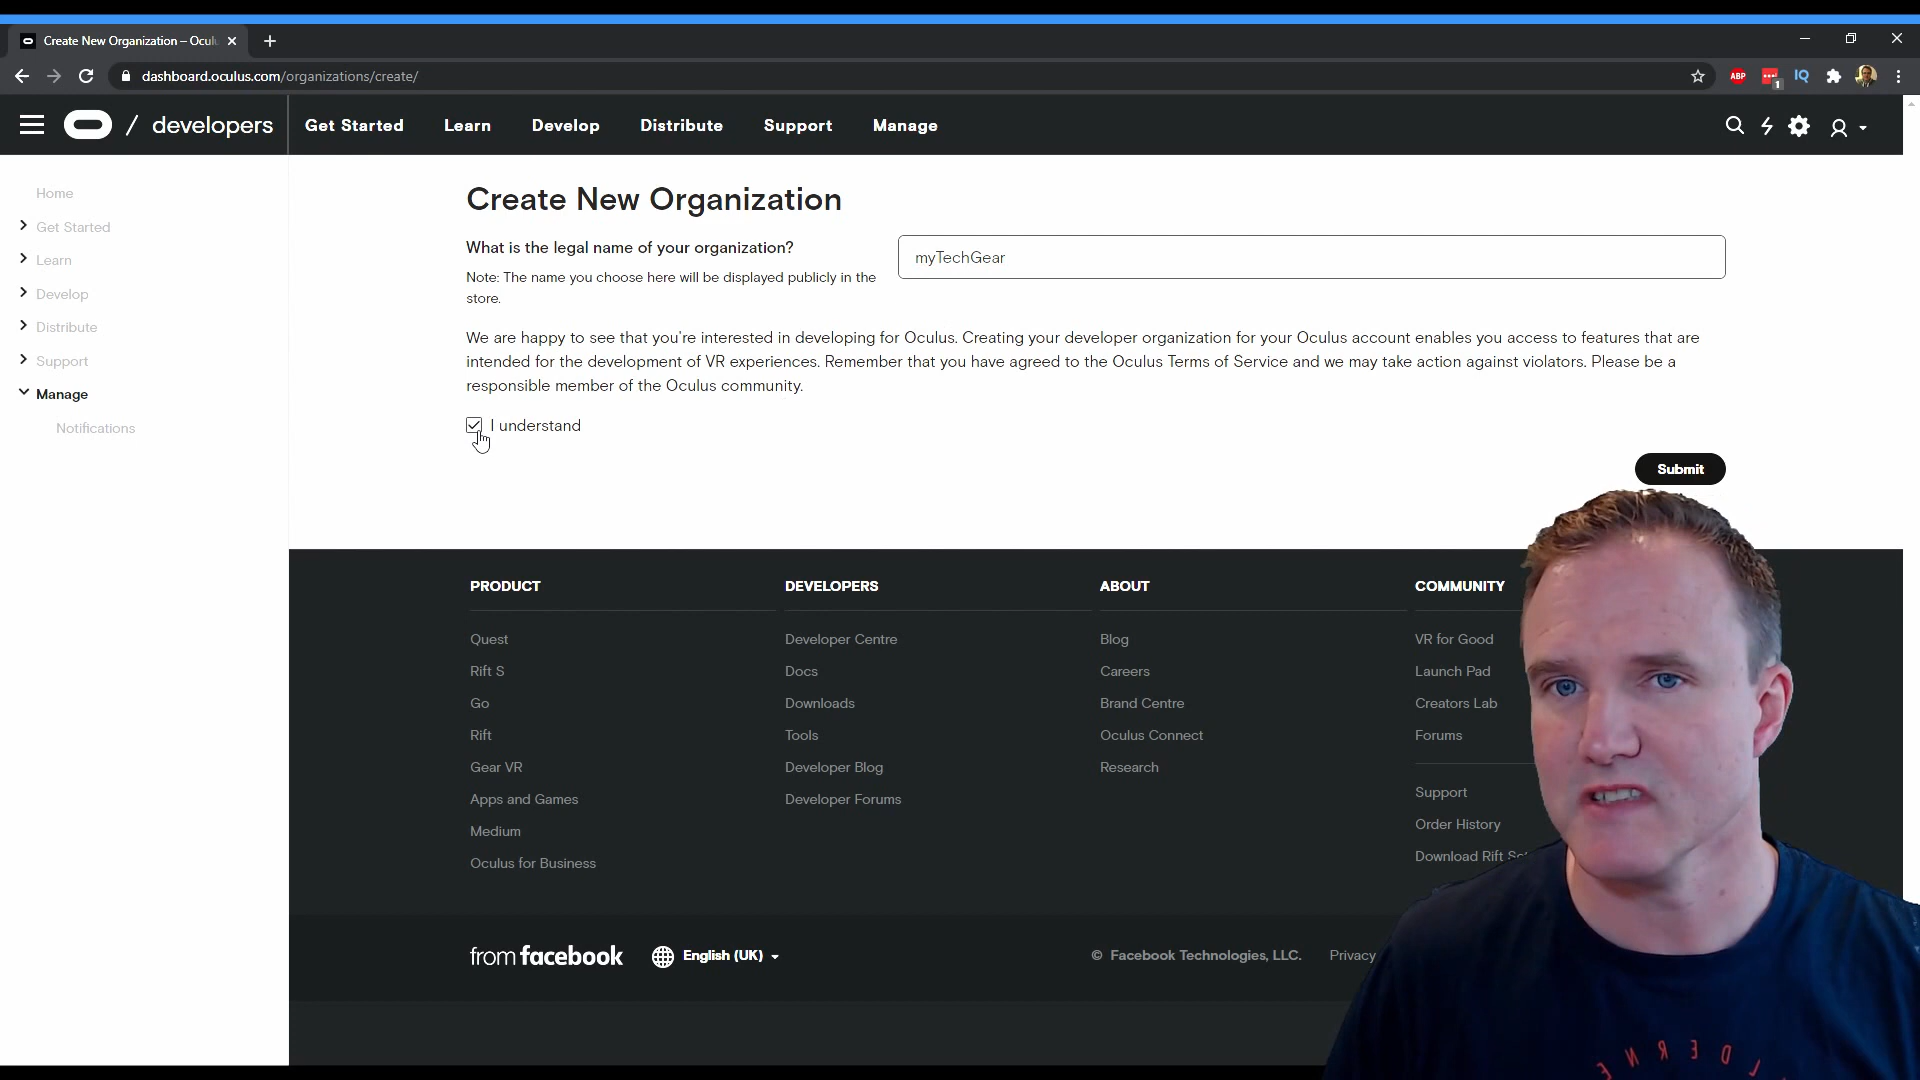 Create New Organization – Ocul
dashboard.oculus.com/organizations/create/
ABP
1
IQ
/ developers
Get Started
Learn
Develop
Distribute
Support
Manage
Home
Get Started
Learn
Develop
Distribute
Support
Manage
Notifications
Create New Organization
What is the legal name of your organization?
myTechGear
Note: The name you choose here will be displayed publicly in the
store.
We are happy to see that you're interested in developing for Oculus. Creating your developer organization for your Oculus account enables you access to features that are
intended for the development of VR experiences. Remember that you have agreed to the Oculus Terms of Service and we may take action against violators. Please be a
responsible member of the Oculus community.
I understand
Submit
PRODUCT
Quest
Rift S
Go
Rift
Gear VR
Apps and Games
Medium
Oculus for Business
DEVELOPERS
Developer Centre
Docs
Downloads
Tools
Developer Blog
Developer Forums
ABOUT
Blog
Careers
Brand Centre
Oculus Connect
Research
COMMUNITY
VR for Good
Launch Pad
Creators Lab
Forums
Support
Order History
Download Rift
from facebook
English (UK)
© Facebook Technologies, LLC.
Privacy